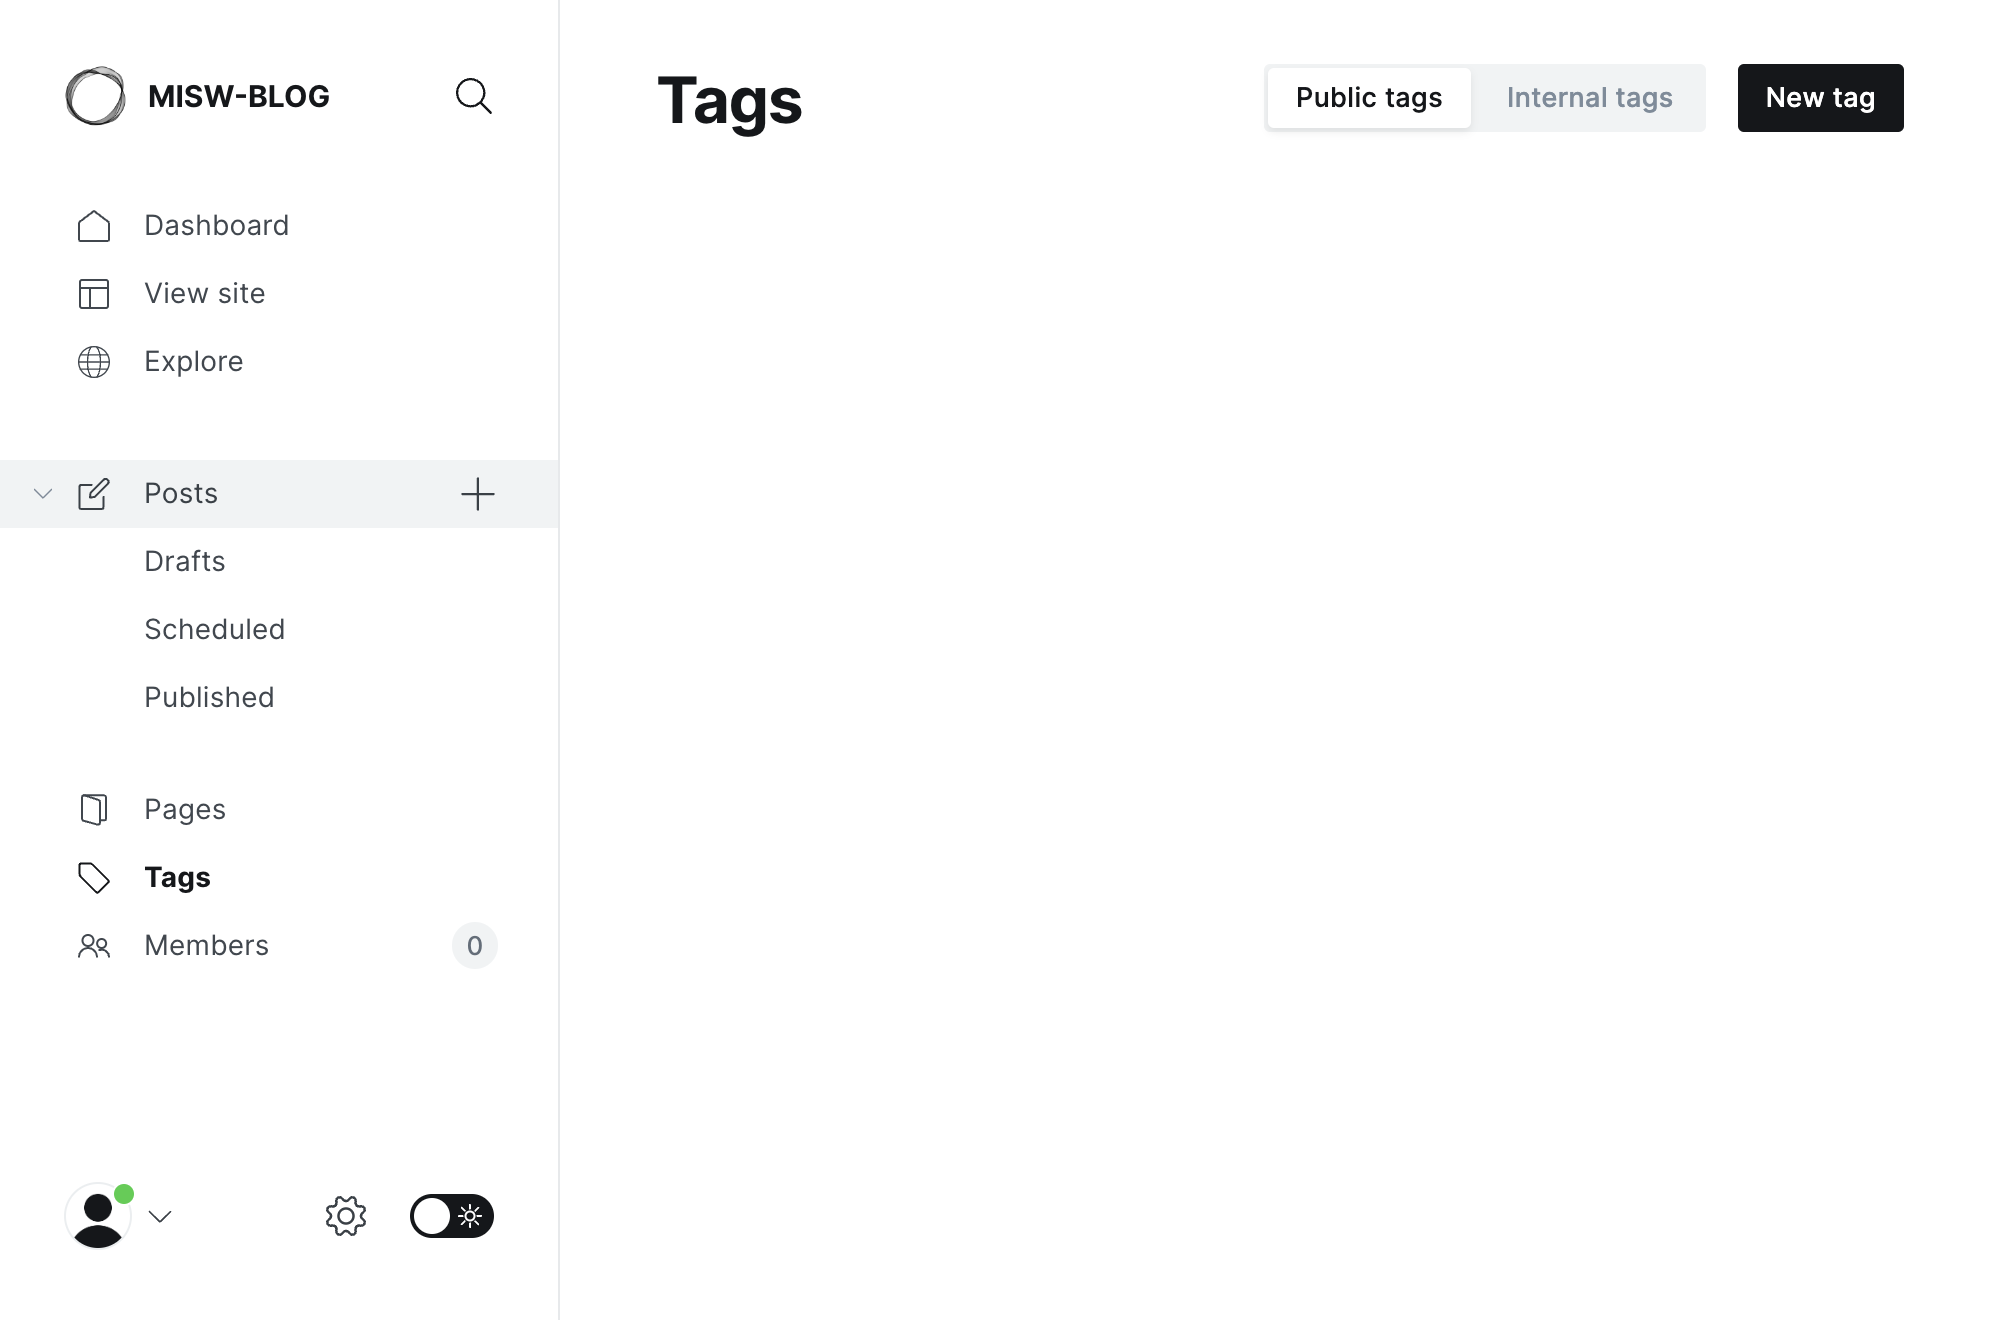 MISW-BLOG
Dashboard
View site
Explore
Posts
Drafts
Scheduled
Published
Pages
Tags
Members 0
Tags
Public tags Internal tags New tag